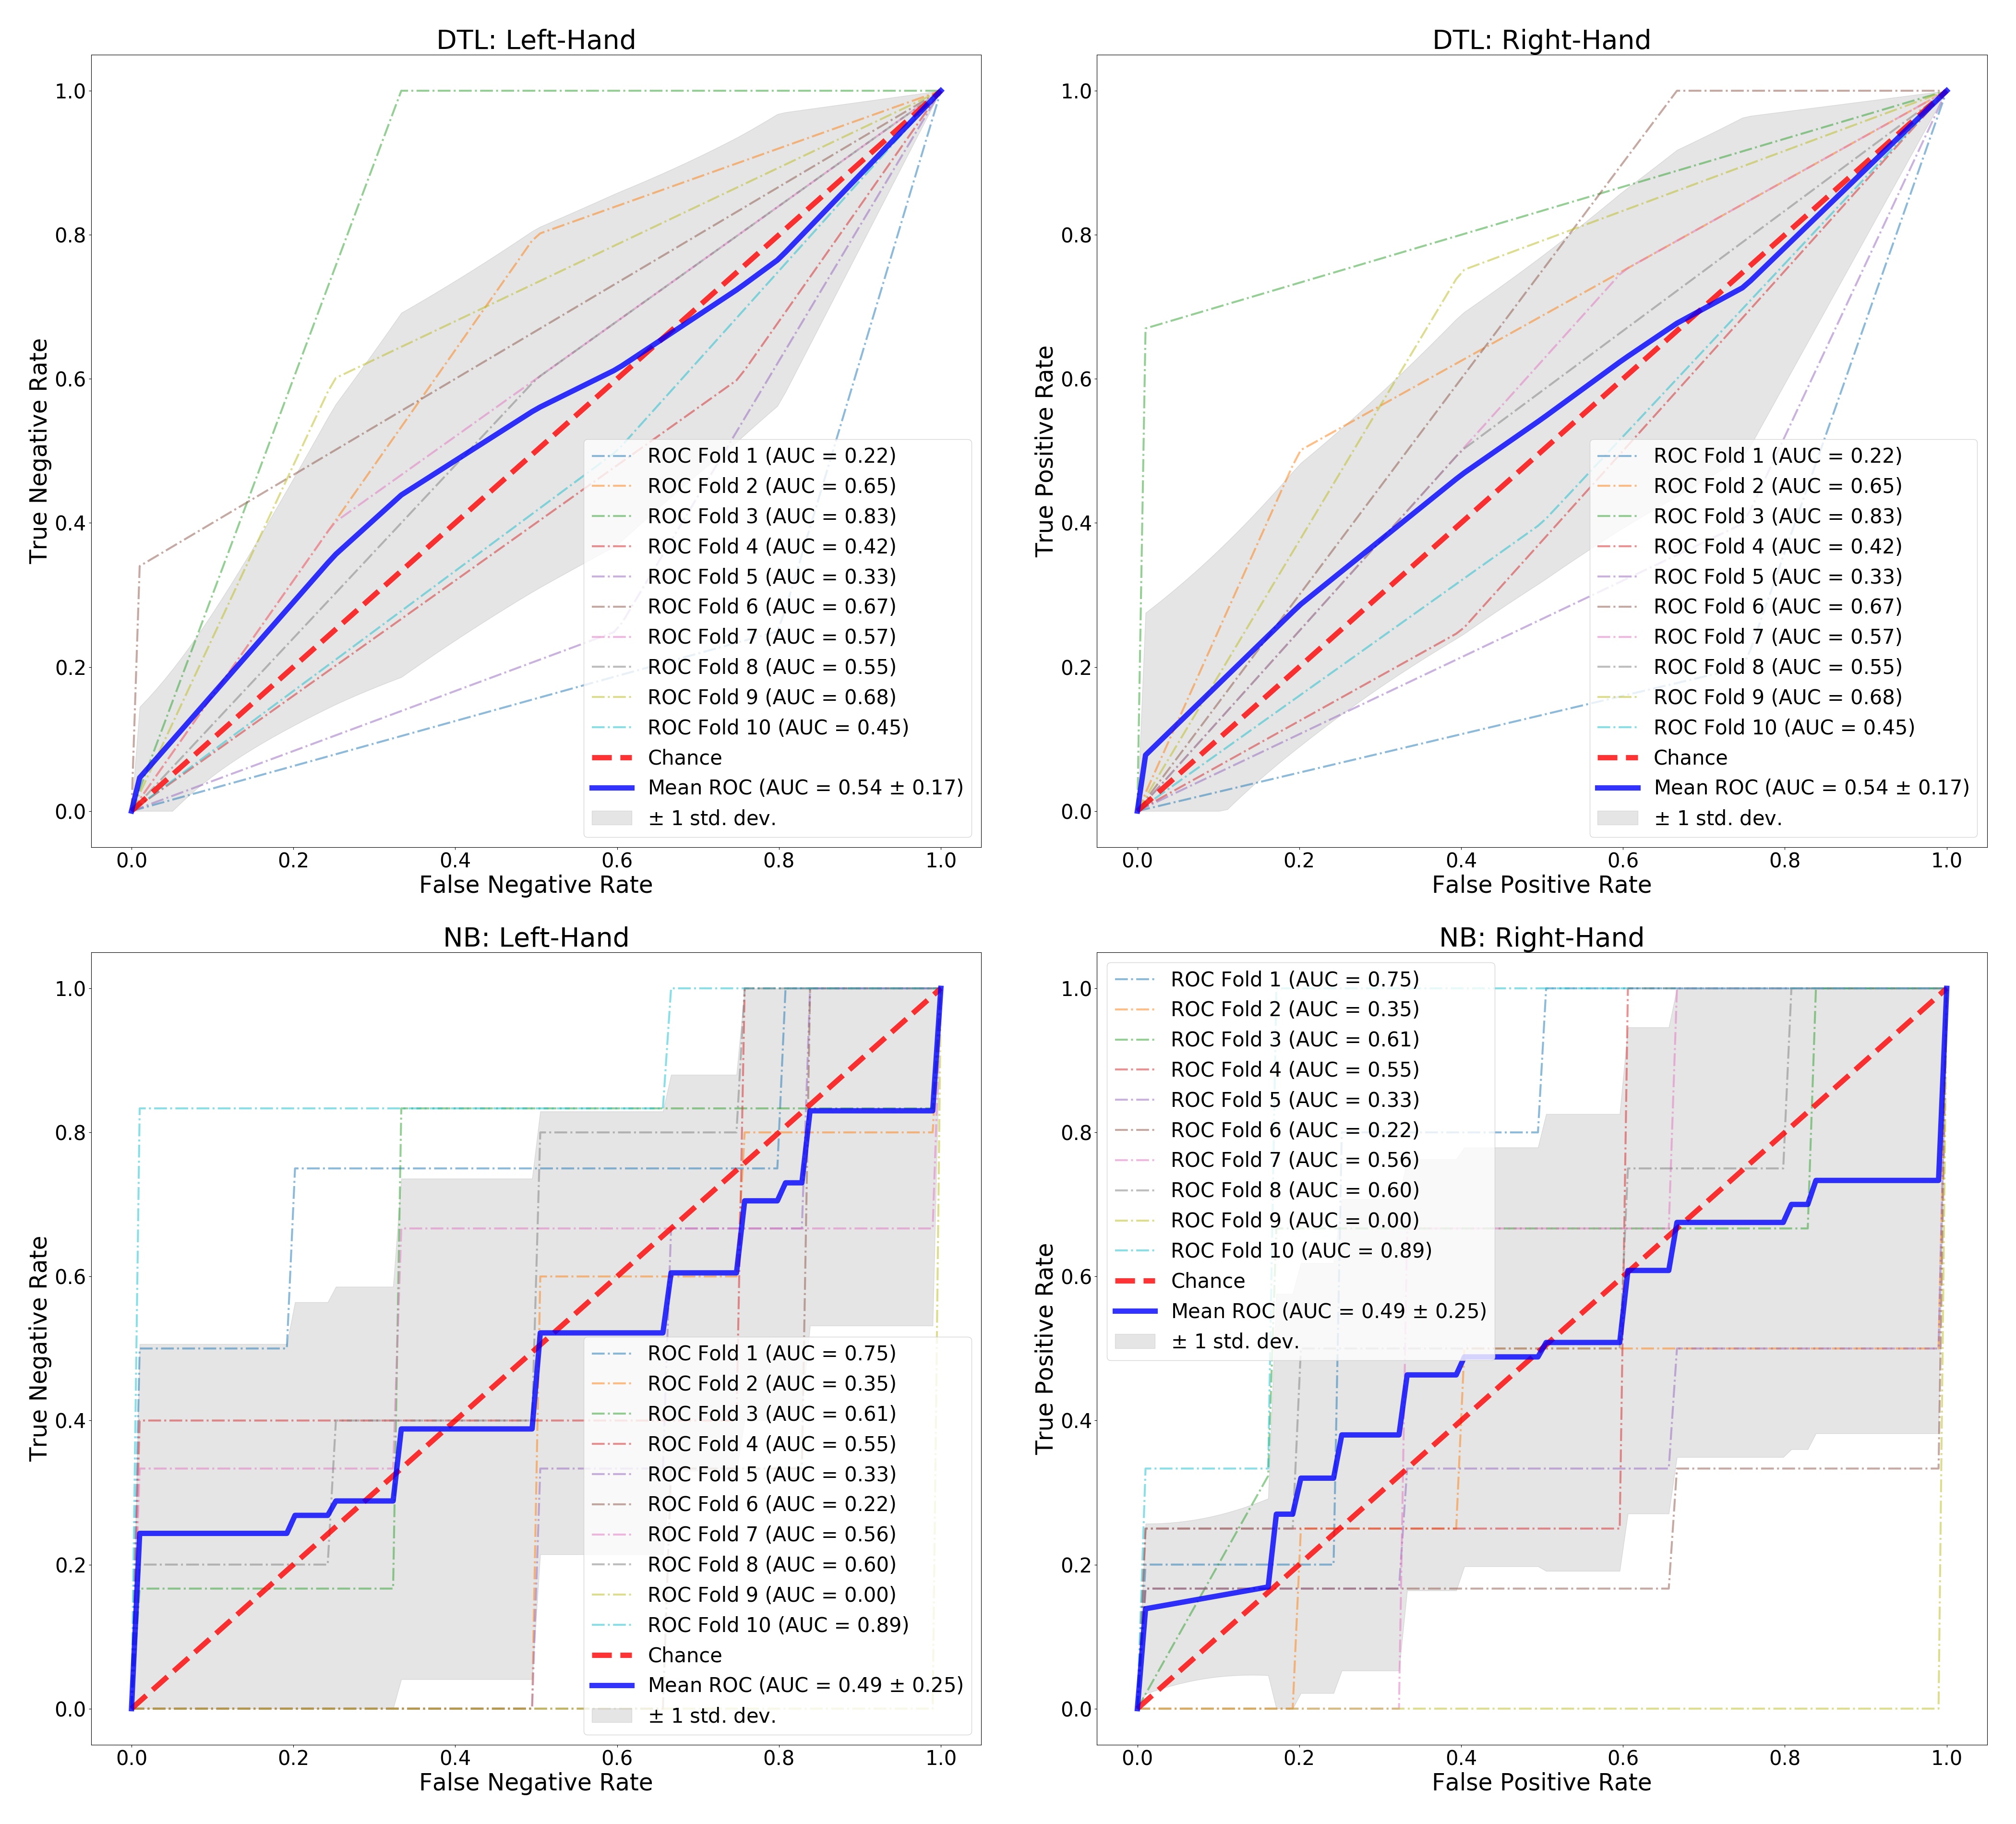 DTL: Left-Hand
True Negative Rate
1.0
0.8
0.6
0.4
0.2
0.0
ROC Fold 1 (AUC = 0.22)
ROC Fold 2 (AUC = 0.65)
ROC Fold 3 (AUC = 0.83)
ROC Fold 4 (AUC = 0.42)
ROC Fold 5 (AUC = 0.33)
ROC Fold 6 (AUC = 0.67)
ROC Fold 7 (AUC = 0.57)
ROC Fold 8 (AUC = 0.55)
ROC Fold 9 (AUC = 0.68)
ROC Fold 10 (AUC = 0.45)
Chance
Mean ROC (AUC = 0.54 ± 0.17)
± 1 std. dev.
0.0 0.2 0.4 0.6 0.8 1.0
False Negative Rate
DTL: Right-Hand
True Positive Rate
1.0
0.8
0.6
0.4
0.2
0.0
ROC Fold 1 (AUC = 0.22)
ROC Fold 2 (AUC = 0.65)
ROC Fold 3 (AUC = 0.83)
ROC Fold 4 (AUC = 0.42)
ROC Fold 5 (AUC = 0.33)
ROC Fold 6 (AUC = 0.67)
ROC Fold 7 (AUC = 0.57)
ROC Fold 8 (AUC = 0.55)
ROC Fold 9 (AUC = 0.68)
ROC Fold 10 (AUC = 0.45)
Chance
Mean ROC (AUC = 0.54 ± 0.17)
± 1 std. dev.
0.0 0.2 0.4 0.6 0.8 1.0
False Positive Rate
NB: Left-Hand
True Negative Rate
1.0
0.8
0.6
0.4
0.2
0.0
ROC Fold 1 (AUC = 0.75)
ROC Fold 2 (AUC = 0.35)
ROC Fold 3 (AUC = 0.61)
ROC Fold 4 (AUC = 0.55)
ROC Fold 5 (AUC = 0.33)
ROC Fold 6 (AUC = 0.22)
ROC Fold 7 (AUC = 0.56)
ROC Fold 8 (AUC = 0.60)
ROC Fold 9 (AUC = 0.00)
ROC Fold 10 (AUC = 0.89)
Chance
Mean ROC (AUC = 0.49 ± 0.25)
± 1 std. dev.
0.0 0.2 0.4 0.6 0.8 1.0
False Negative Rate
NB: Right-Hand
True Positive Rate
1.0
0.8
0.6
0.4
0.2
0.0
ROC Fold 1 (AUC = 0.75)
ROC Fold 2 (AUC = 0.35)
ROC Fold 3 (AUC = 0.61)
ROC Fold 4 (AUC = 0.55)
ROC Fold 5 (AUC = 0.33)
ROC Fold 6 (AUC = 0.22)
ROC Fold 7 (AUC = 0.56)
ROC Fold 8 (AUC = 0.60)
ROC Fold 9 (AUC = 0.00)
ROC Fold 10 (AUC = 0.89)
Chance
Mean ROC (AUC = 0.49 ± 0.25)
± 1 std. dev.
0.0 0.2 0.4 0.6 0.8 1.0
False Positive Rate